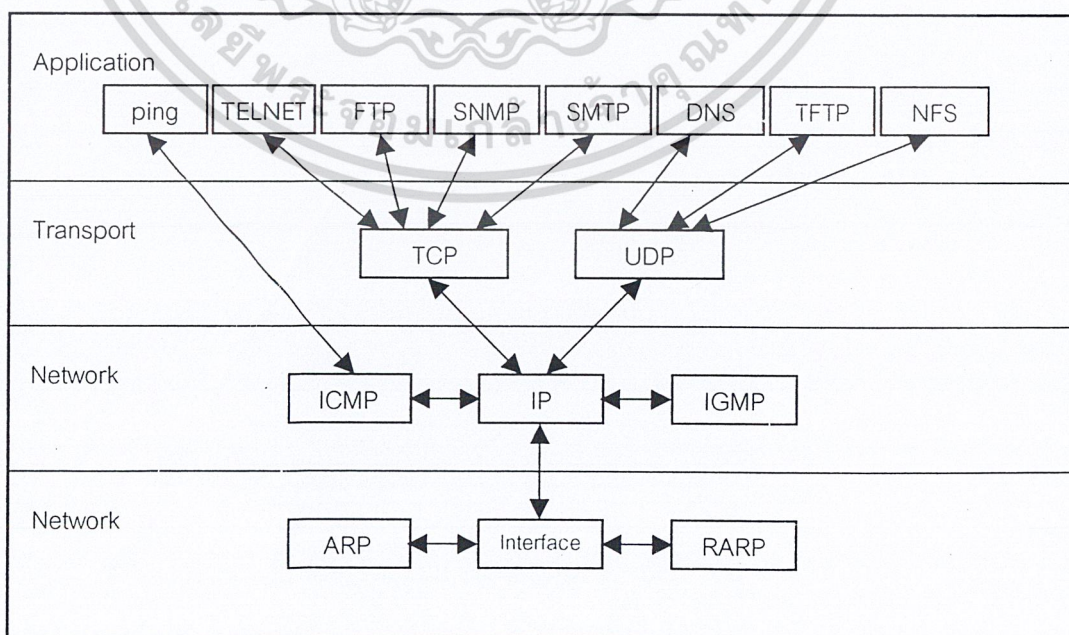 Application
ping TELNET FTP SNMP SMTP DNS TFTP NFS
Transport
TCP UDP
Network
ICMP IP IGMP
Network
ARP Interface RARP